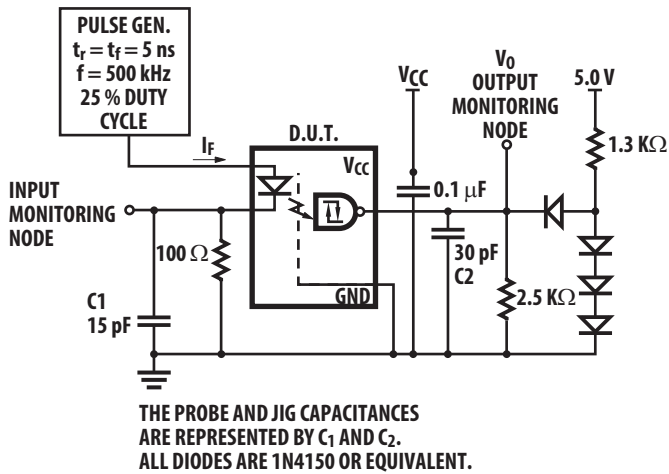 PULSE GEN.
tr = tf = 5 ns
f = 500 kHz
25 % DUTY
CYCLE
IF
D.U.T.
VCC
VCC
VO
OUTPUT
MONITORING
NODE
5.0 V
1.3 KΩ
INPUT
MONITORING
NODE
0.1 μF
100 Ω
30 pF
C2
2.5 KΩ
GND
C1
15 pF
THE PROBE AND JIG CAPACITANCES
ARE REPRESENTED BY C1 AND C2.
ALL DIODES ARE 1N4150 OR EQUIVALENT.